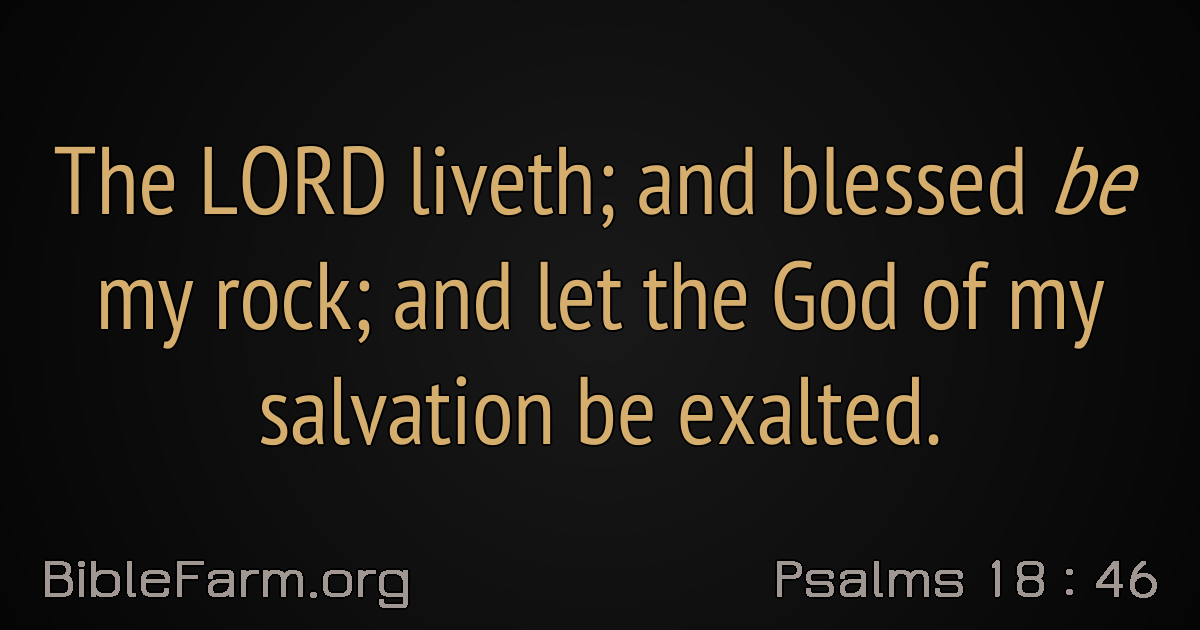 The LORD liveth; and blessed be
my rock; and let the God of my
salvation be exalted.
BibleFarm.org
Psalms 18 : 46